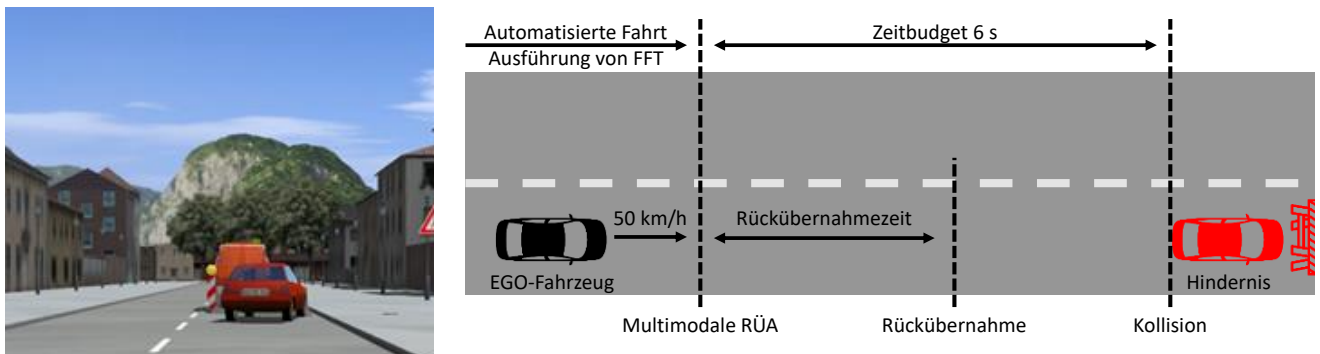 Automatisierte Fahrt
Zeitbudget 6 s
Ausführung von FFT
50 km/h
Rückübernahmezeit
EGO-Fahrzeug
Hindernis
Multimodale RÜA
Rückübernahme
Kollision